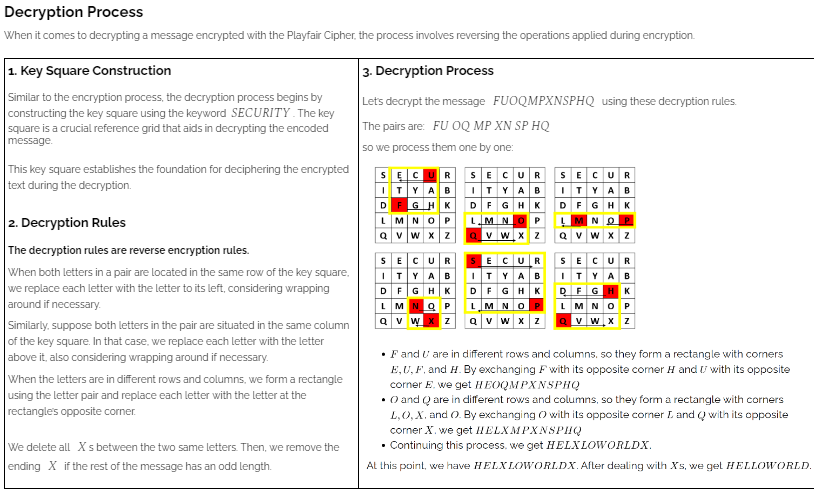 Decryption Process
When it comes to decrypting a message encrypted with the Playfair Cipher, the process involves reversing the operations applied during encryption.
1. Key Square Construction
Similar to the encryption process, the decryption process begins by
constructing the key square using the keyword SECURITY. The key
square is a crucial reference grid that aids in decrypting the encoded
message.
This key square establishes the foundation for deciphering the encrypted
text during the decryption.
2. Decryption Rules
The decryption rules are reverse encryption rules.
When both letters in a pair are located in the same row of the key square,
we replace each letter with the letter to its left, considering wrapping
around if necessary.
Similarly, suppose both letters in the pair are situated in the same column
of the key square. In that case, we replace each letter with the letter
above it, also considering wrapping around if necessary.
When the letters are in different rows and columns, we form a rectangle
using the letter pair and replace each letter with the letter at the
rectangle's opposite corner.
We delete all X s between the two same letters. Then, we remove the
ending X if the rest of the message has an odd length.
3. Decryption Process
Let's decrypt the message FUOQMPXNSPHQ using these decryption rules.
The pairs are: FU OQ MP XN SP HQ
so we process them one by one:
S E C U R S E C U R S E C U R
I T Y A B I T Y A B I T Y A B
D F G H K D F G H K D F G H K
L M N O P L M N O P L M N O P
Q V W X Z Q V W X Z Q V W X Z
S E C U R S E C U R S E C U R
I T Y A B I T Y A B I T Y A B
D F G H K D F G H K D F G H K
L M N O P L M N O P L M N O P
Q V W X Z Q V W X Z Q V W X Z
• F and U are in different rows and columns, so they form a rectangle with corners
E, U, F, and H. By exchanging F with its opposite corner H and U with its opposite
corner E, we get HEOQMPXNSPHQ
• O and Q are in different rows and columns, so they form a rectangle with corners
L, O, X, and O. By exchanging O with its opposite corner L and Q with its opposite
corner X, we get HELXMPXNSPHQ
• Continuing this process, we get HELXLOWORLDX.
At this point, we have HELXLOWORLDX. After dealing with Xs, we get HELLOWORLD.